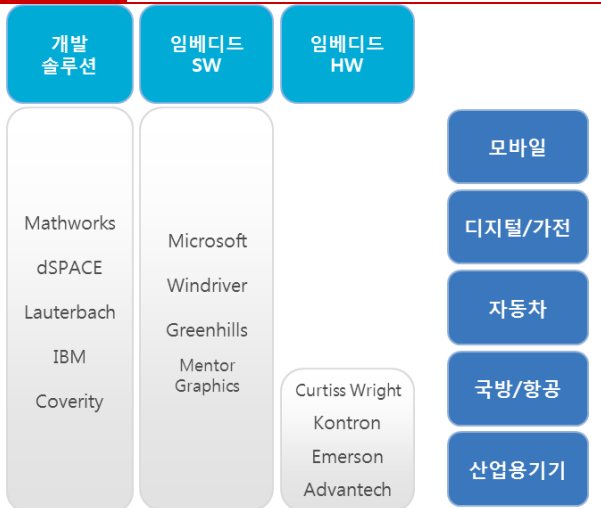 개발
솔루션
임베디드
SW
임베디드
HW
Mathworks
dSPACE
Lauterbach
IBM
Coverity
Microsoft
Windriver
Greenhills
Mentor
Graphics
Curtiss Wright
Kontron
Emerson
Advantech
모바일
디지털/가전
자동차
국방/항공
산업용기기